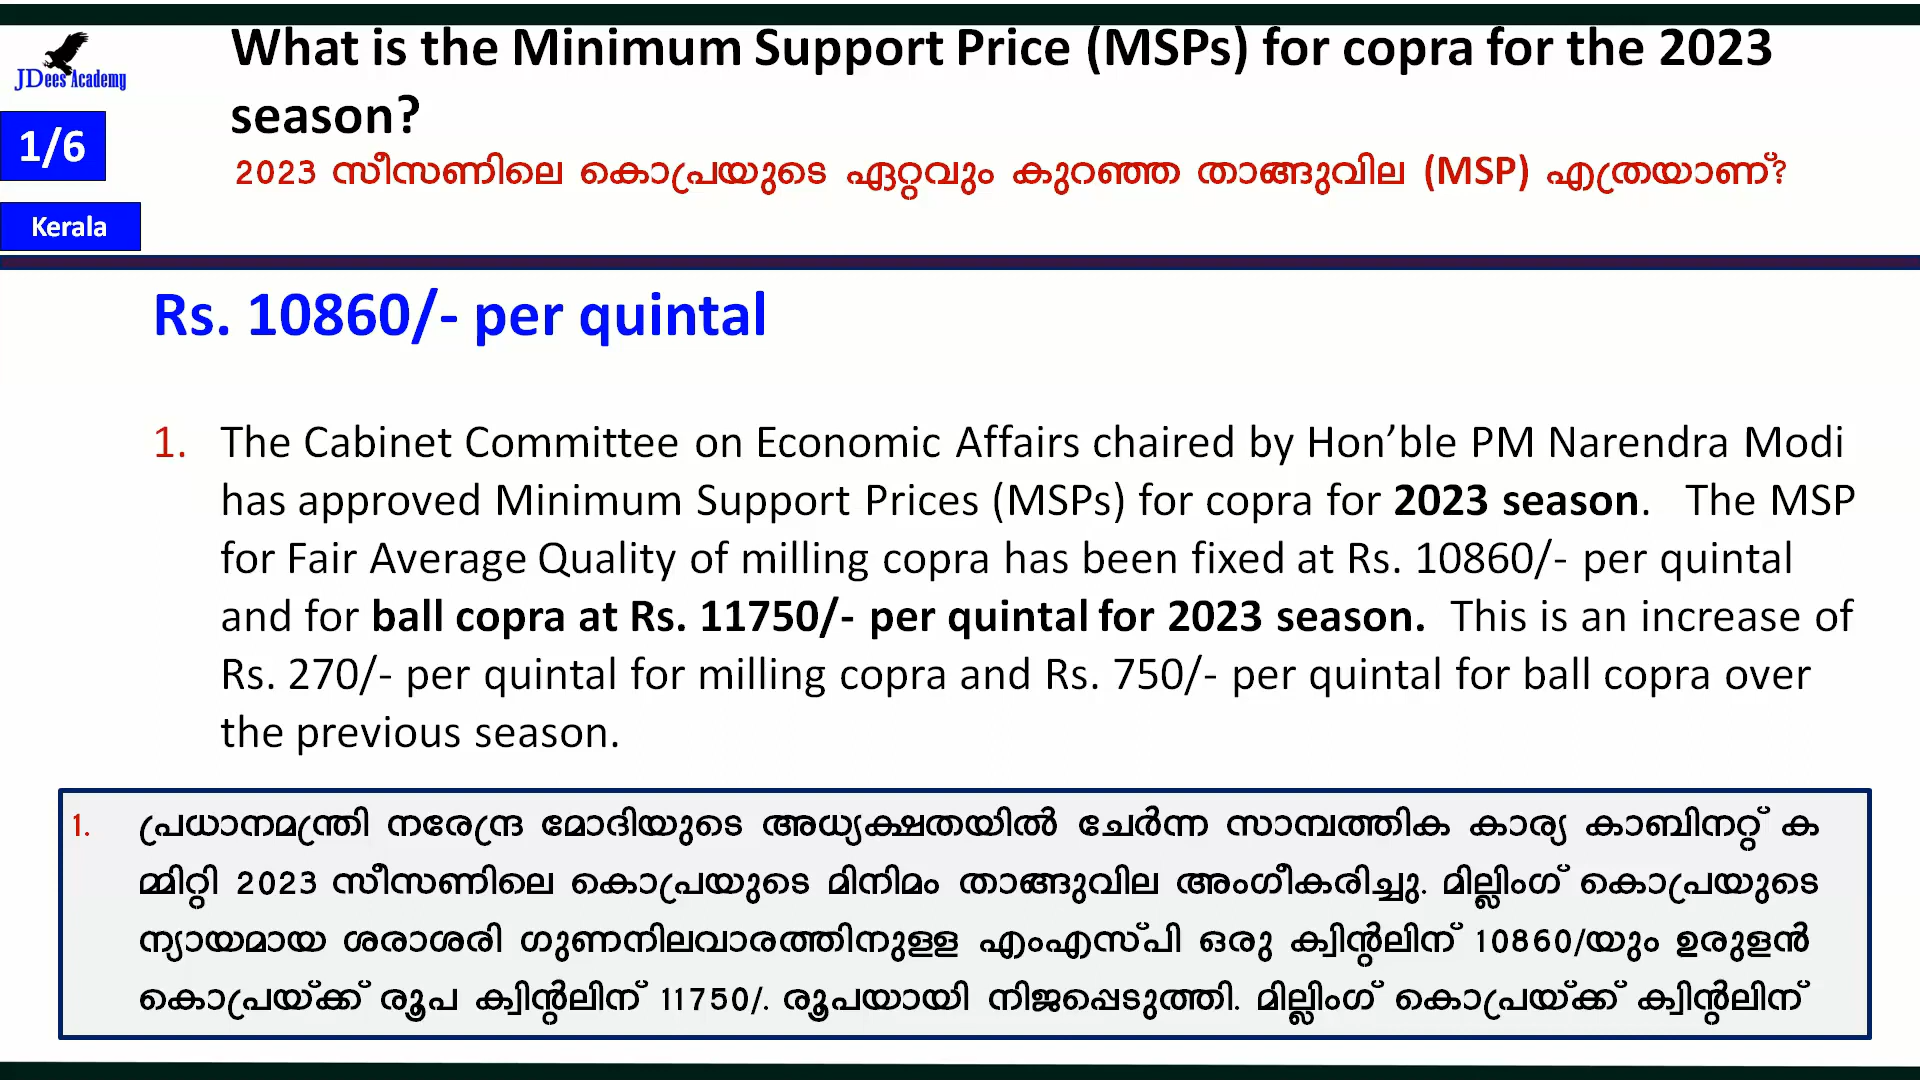 What is the Minimum Support Price (MSPs) for copra for the 2023
season?
JDees Academy
1/6
2023 സീസണിലെ കൊപ്രയുടെ ഏറ്റവും കുറഞ്ഞ താങ്ങുവില (MSP) എത്രയാണ്?
Kerala
Rs. 10860/- per quintal
1. The Cabinet Committee on Economic Affairs chaired by Hon’ble PM Narendra Modi
has approved Minimum Support Prices (MSPs) for copra for 2023 season. The MSP
for Fair Average Quality of milling copra has been fixed at Rs. 10860/- per quintal
and for ball copra at Rs. 11750/- per quintal for 2023 season. This is an increase of
Rs. 270/- per quintal for milling copra and Rs. 750/- per quintal for ball copra over
the previous season.
1. പ്രധാനമന്ത്രി നരേന്ദ്ര മോദിയുടെ അധ്യക്ഷതയിൽ ചേർന്ന സാമ്പത്തിക കാര്യ കാബിനറ്റ് ക
മ്മിറ്റി 2023 സീസണിലെ കൊപ്രയുടെ മിനിമം താങ്ങുവില അംഗീകരിച്ചു. മില്ലിംഗ് കൊപ്രയുടെ
ന്യായമായ ശരാശരി ഗുണനിലവാരത്തിനുള്ള എംഎസ്പി ഒരു ക്വിന്റലിന് 10860/യും ഉരുളൻ
കൊപ്രയ്ക്ക് രൂപ ക്വിന്റലിന് 11750/. രൂപയായി നിജപ്പെടുത്തി. മില്ലിംഗ് കൊപ്രയ്ക്ക് ക്വിന്റലിന്